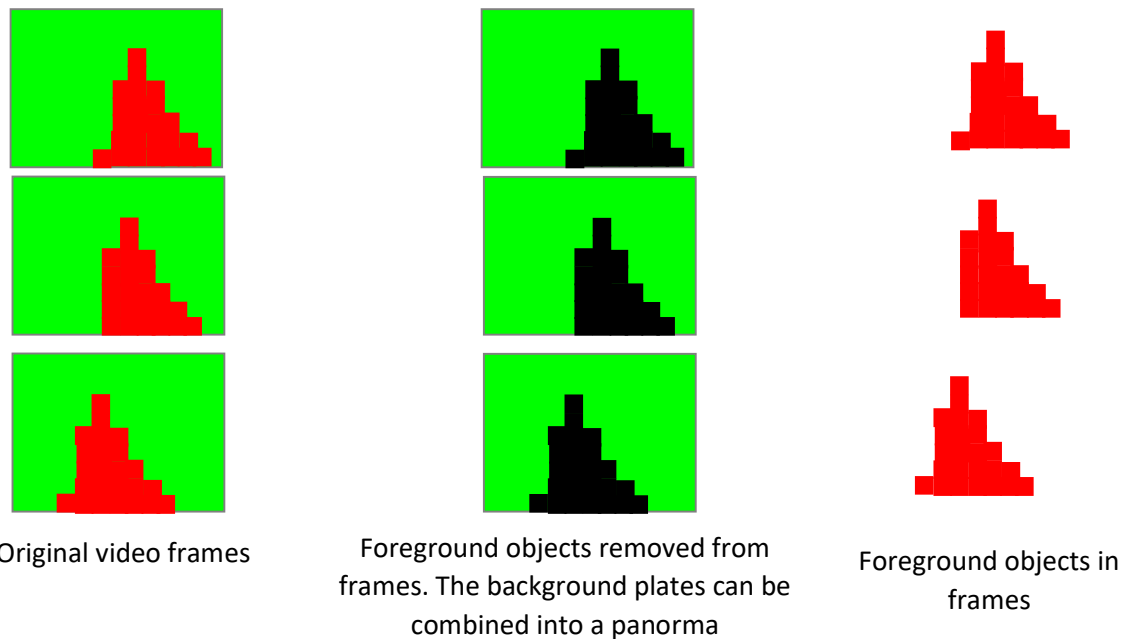 Original video frames
Foreground objects removed from
frames. The background plates can be
combined into a panorma
Foreground objects in
frames